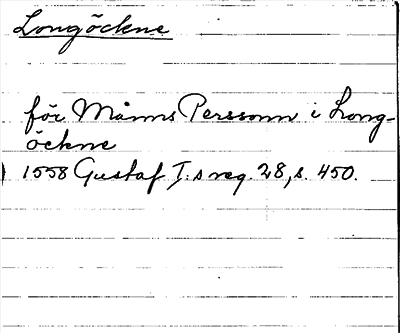 Longöckne
för Måns Persson i Long-
öckne
1558 Gustaf I:s reg. 28, s. 450.